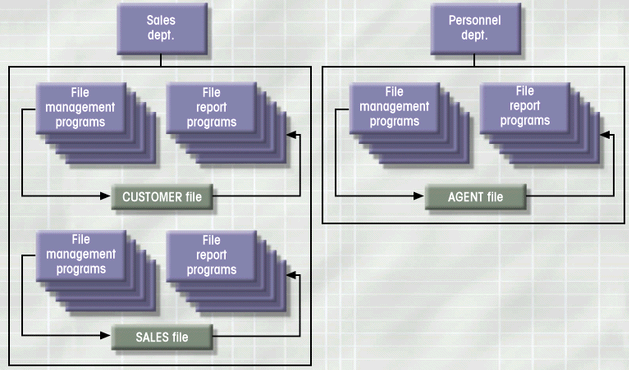 Sales
dept.
Personnel
dept.
File
management
programs
File
report
programs
File
management
programs
File
report
programs
CUSTOMER file
AGENT file
File
management
programs
File
report
programs
SALES file